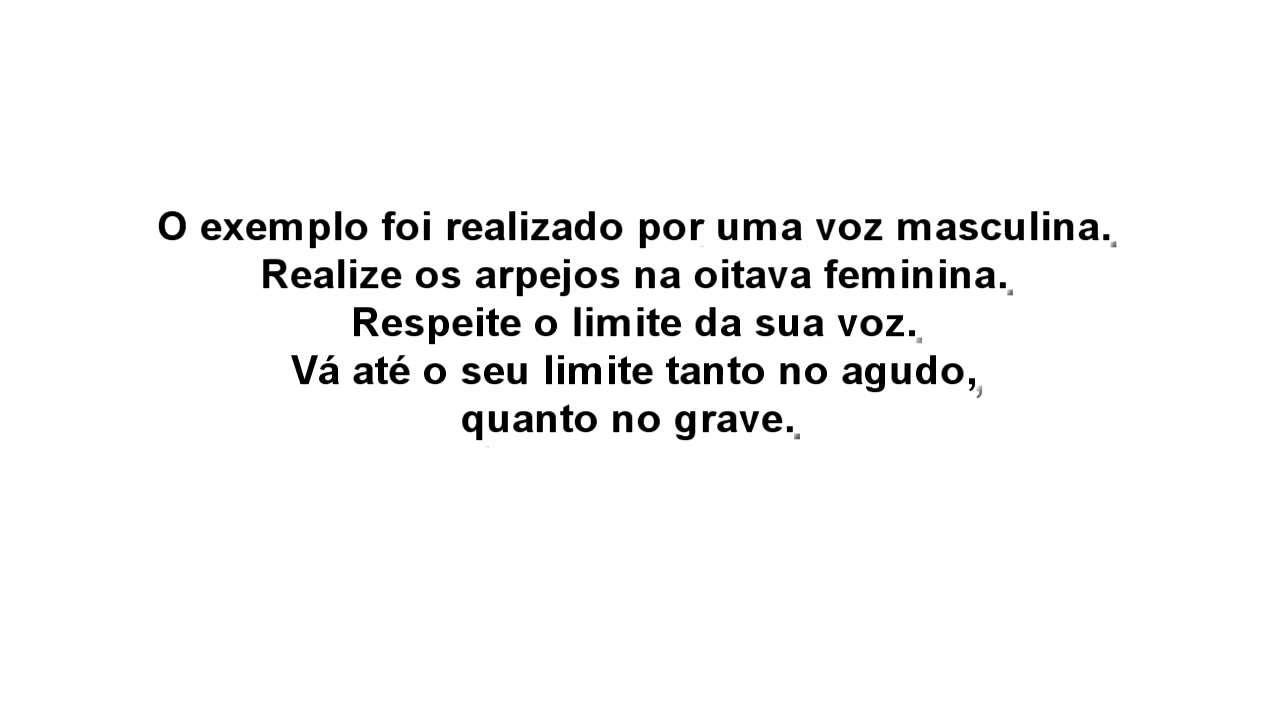 O exemplo foi realizado por uma voz masculina.
Realize os arpejos na oitava feminina.
Respeite o limite da sua voz.
Vá até o seu limite tanto no agudo,
quanto no grave.